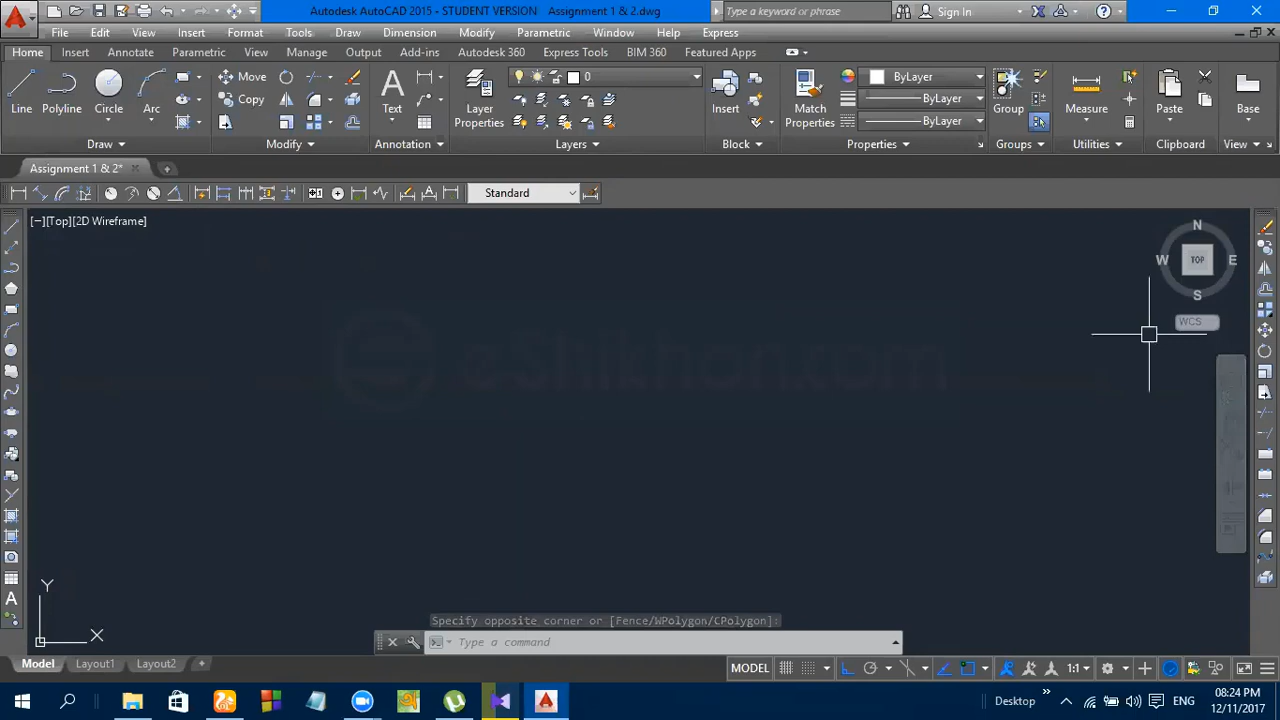 Autodesk AutoCAD 2015 - STUDENT VERSION Assignment 1 & 2.dwg
Type a keyword or phrase
Sign In
File Edit View Insert Format Tools Draw Dimension Modify Parametric Window Help Express
Home Insert Annotate Parametric View Manage Output Add-ins Autodesk 360 Express Tools BIM 360 Featured Apps
Move
0
ByLayer
Copy
ByLayer
Line Polyline Circle Arc
Text
Layer
Properties
Insert
Match
Properties
ByLayer
Group
Measure
Paste
Base
Draw Modify Annotation Layers Block Properties Groups Utilities Clipboard View
Assignment 1 & 2*
Standard
[−][Top][2D Wireframe]
N
W TOP E
S
WCS
eShikhon.com
Y
X
Specify opposite corner or [Fence/WPolygon/CPolygon]:
Type a command
Model Layout1 Layout2
MODEL
1:1
Desktop
ENG
08:24 PM
12/11/2017